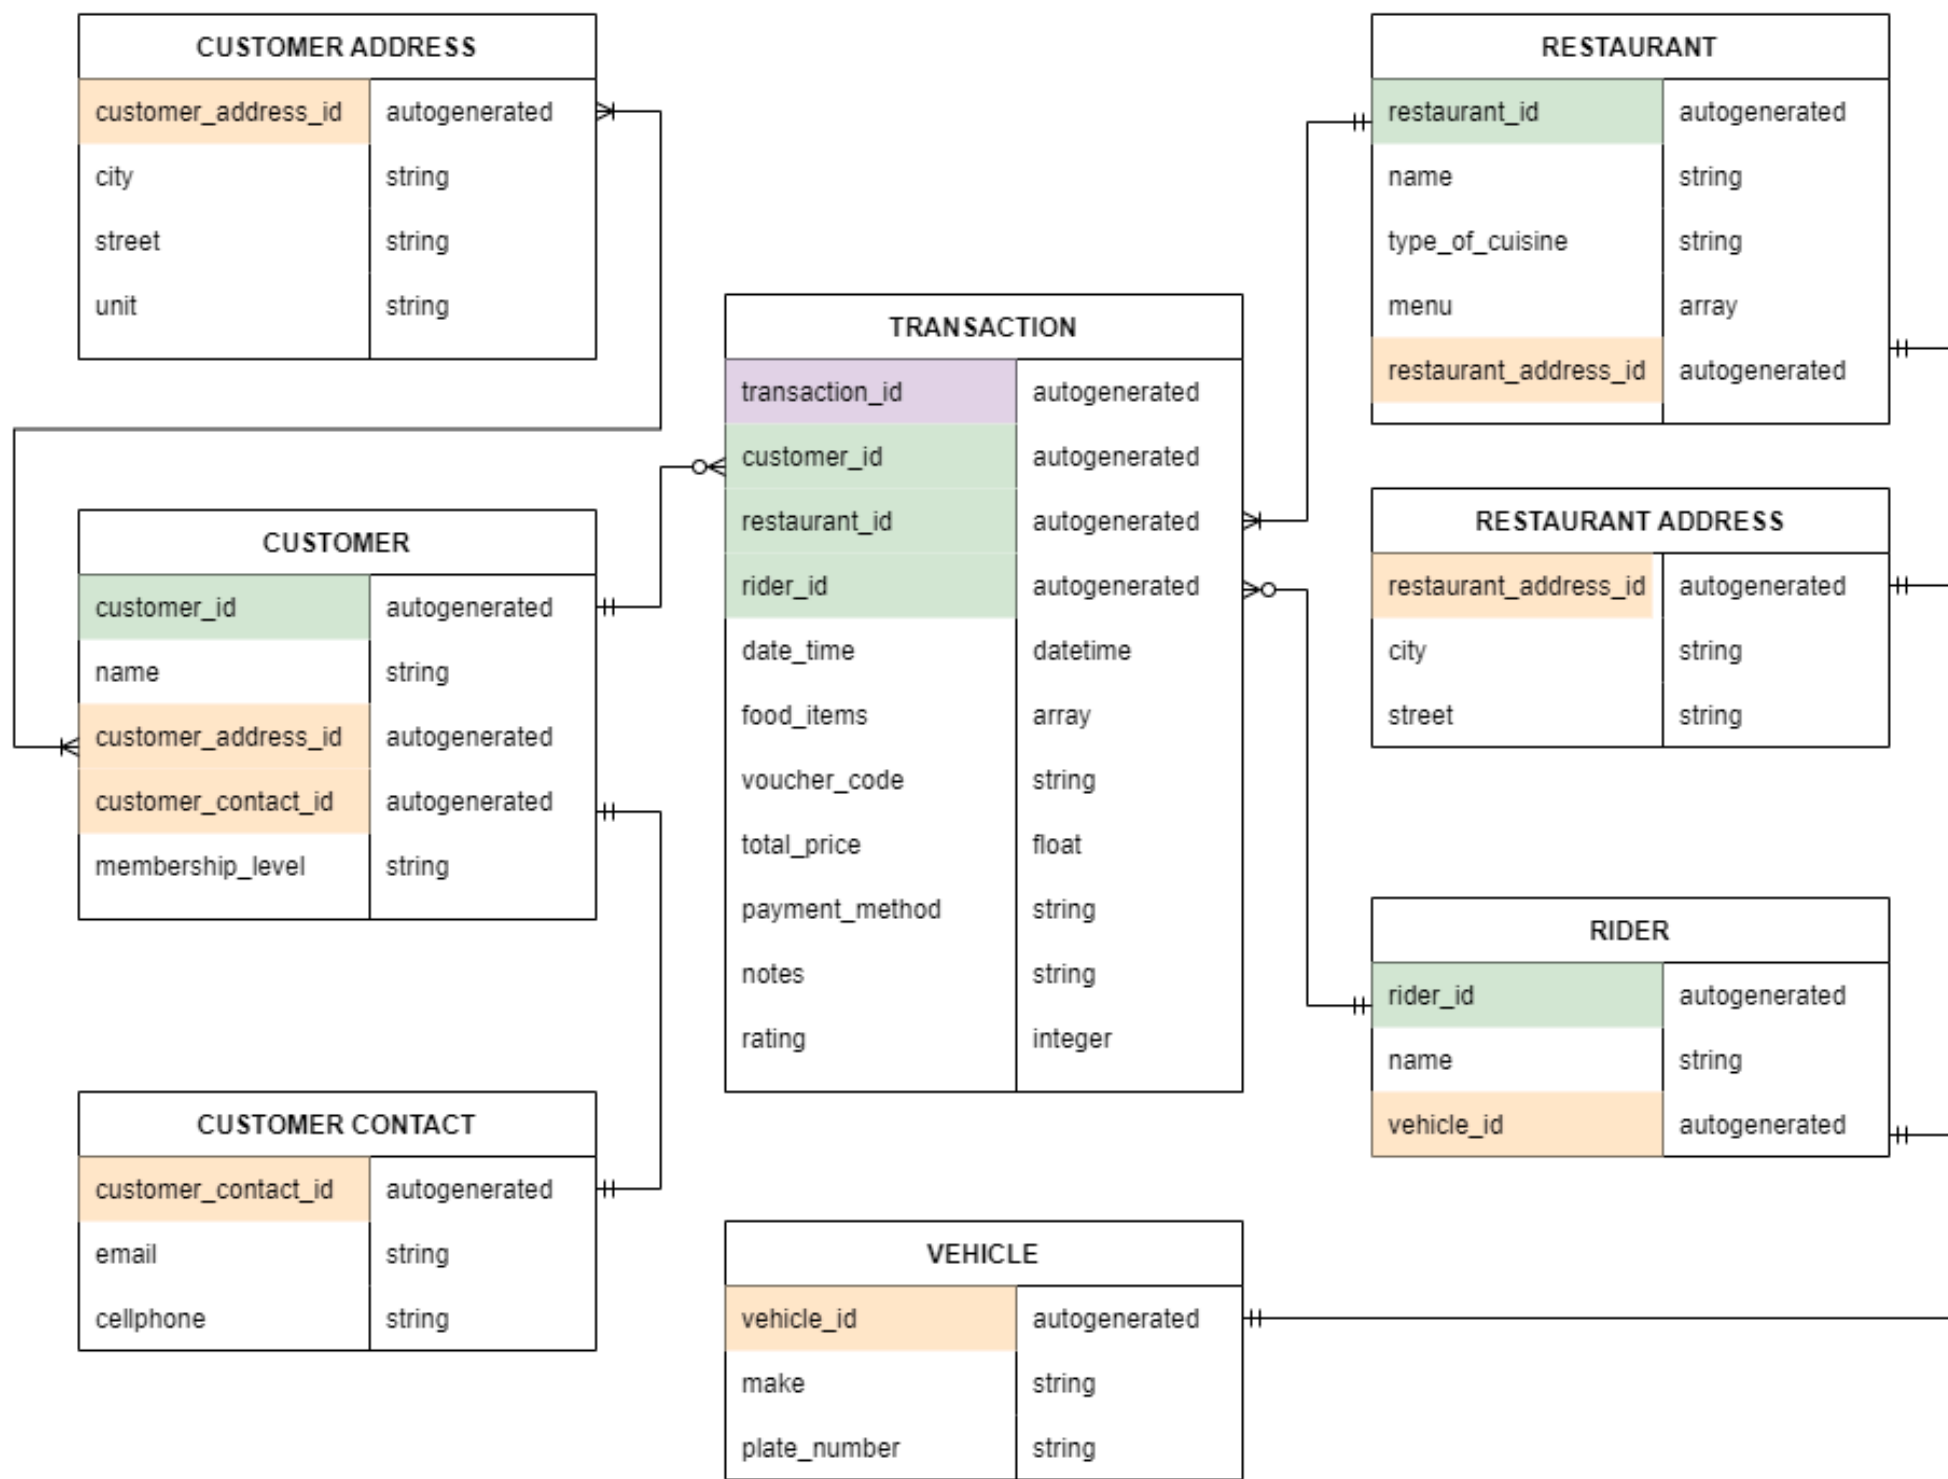 CUSTOMER ADDRESS
customer_address_id autogenerated
city string
street string
unit string
CUSTOMER
customer_id autogenerated
name string
customer_address_id autogenerated
customer_contact_id autogenerated
membership_level string
CUSTOMER CONTACT
customer_contact_id autogenerated
email string
cellphone string
TRANSACTION
transaction_id autogenerated
customer_id autogenerated
restaurant_id autogenerated
rider_id autogenerated
date_time datetime
food_items array
voucher_code string
total_price float
payment_method string
notes string
rating integer
VEHICLE
vehicle_id autogenerated
make string
plate_number string
RESTAURANT
restaurant_id autogenerated
name string
type_of_cuisine string
menu array
restaurant_address_id autogenerated
RESTAURANT ADDRESS
restaurant_address_id autogenerated
city string
street string
RIDER
rider_id autogenerated
name string
vehicle_id autogenerated